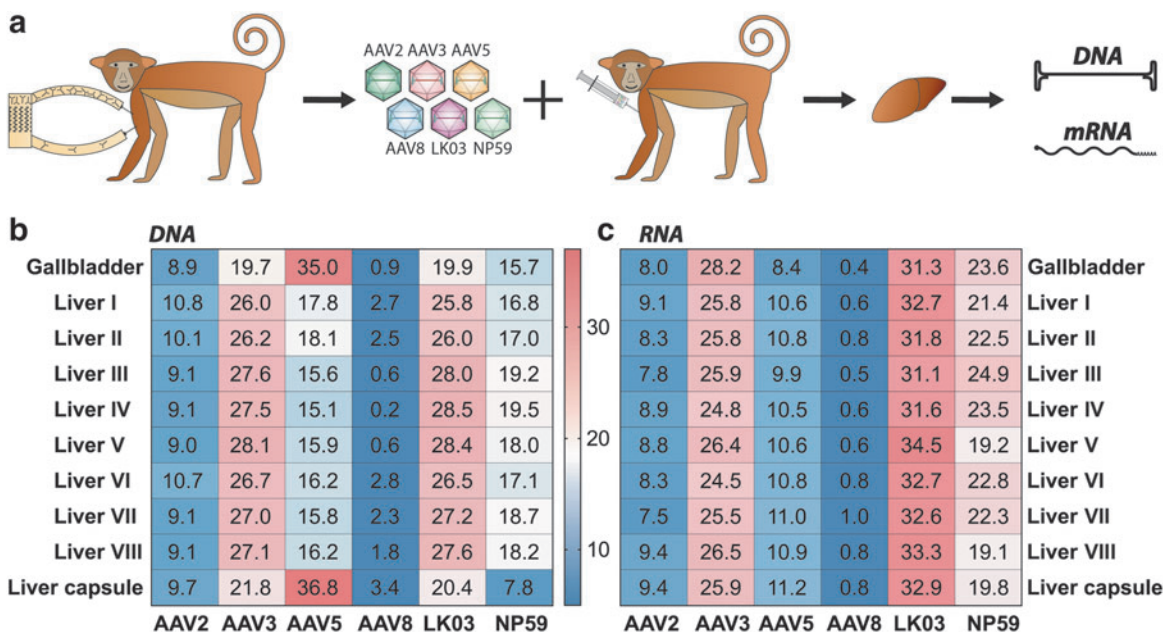 a
AAV2 AAV3 AAV5
AAV8 LK03 NP59
DNA
mRNA
b DNA
Gallbladder 8.9 19.7 35.0 0.9 19.9 15.7
Liver I 10.8 26.0 17.8 2.7 25.8 16.8
Liver II 10.1 26.2 18.1 2.5 26.0 17.0
Liver III 9.1 27.6 15.6 0.6 28.0 19.2
Liver IV 9.1 27.5 15.1 0.2 28.5 19.5
Liver V 9.0 28.1 15.9 0.6 28.4 18.0
Liver VI 10.7 26.7 16.2 2.8 26.5 17.1
Liver VII 9.1 27.0 15.8 2.3 27.2 18.7
Liver VIII 9.1 27.1 16.2 1.8 27.6 18.2
Liver capsule 9.7 21.8 36.8 3.4 20.4 7.8
AAV2 AAV3 AAV5 AAV8 LK03 NP59
30
20
10
c RNA
8.0 28.2 8.4 0.4 31.3 23.6 Gallbladder
9.1 25.8 10.6 0.6 32.7 21.4 Liver I
8.3 25.8 10.8 0.8 31.8 22.5 Liver II
7.8 25.9 9.9 0.5 31.1 24.9 Liver III
8.9 24.8 10.5 0.6 31.6 23.5 Liver IV
8.8 26.4 10.6 0.6 34.5 19.2 Liver V
8.3 24.5 10.8 0.8 32.7 22.8 Liver VI
7.5 25.5 11.0 1.0 32.6 22.3 Liver VII
9.4 26.5 10.9 0.8 33.3 19.1 Liver VIII
9.4 25.9 11.2 0.8 32.9 19.8 Liver capsule
AAV2 AAV3 AAV5 AAV8 LK03 NP59